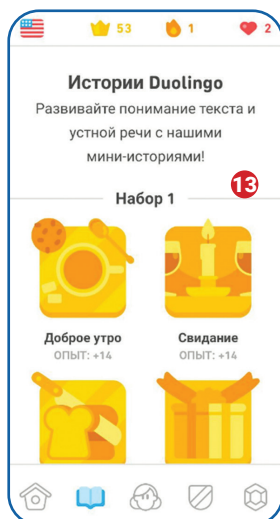 53 1 2
Истории Duolingo
Развивайте понимание текста и
устной речи с нашими
мини-историями!
13
Набор 1
Доброе утро Свидание
ОПЫТ: +14 ОПЫТ: +14